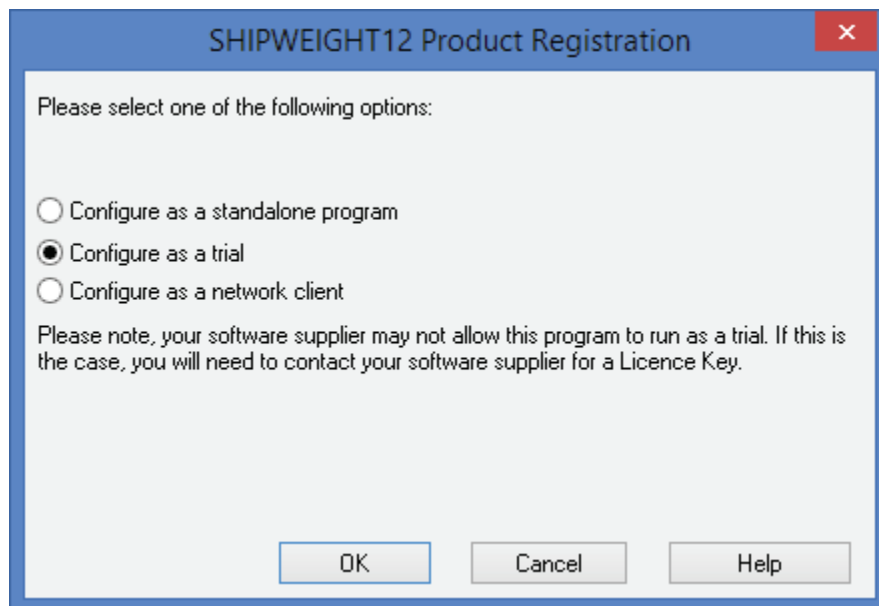 SHIPWEIGHT12 Product Registration
Please select one of the following options:
Configure as a standalone program
Configure as a trial
Configure as a network client
Please note, your software supplier may not allow this program to run as a trial. If this is
the case, you will need to contact your software supplier for a Licence Key.
OK Cancel Help